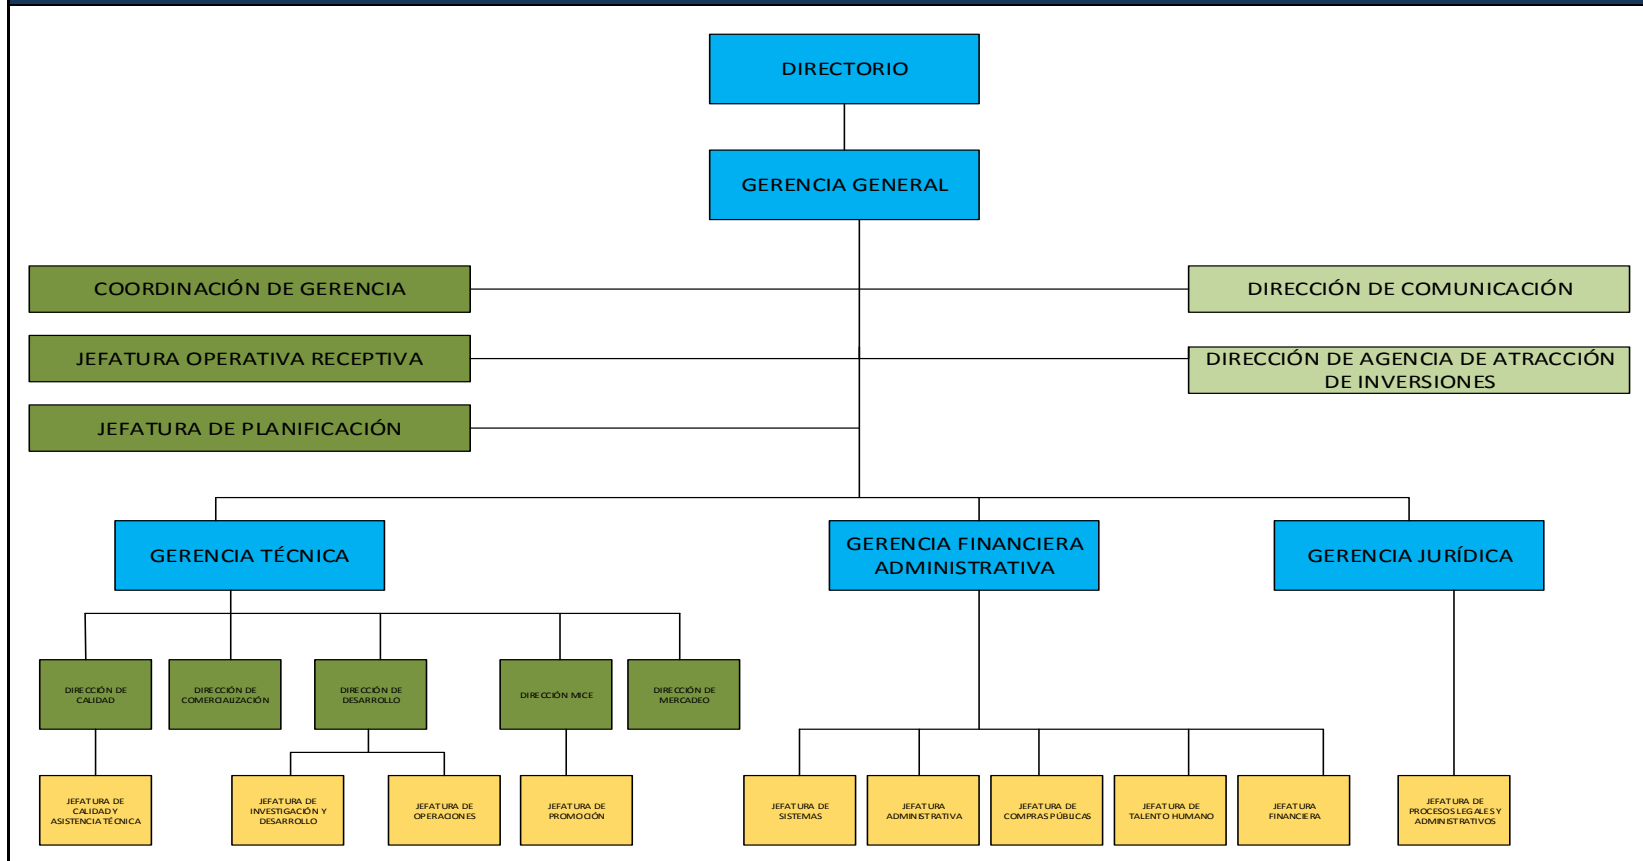 DIRECTORIO
GERENCIA GENERAL
COORDINACIÓN DE GERENCIA
DIRECCIÓN DE COMUNICACIÓN
JEFATURA OPERATIVA RECEPTIVA
DIRECCIÓN DE AGENCIA DE ATRACCIÓN
DE INVERSIONES
JEFATURA DE PLANIFICACIÓN
GERENCIA TÉCNICA
GERENCIA FINANCIERA
ADMINISTRATIVA
GERENCIA JURÍDICA
DIRECCIÓN DE
CALIDAD
DIRECCIÓN DE
COMERCIALIZACIÓN
DIRECCIÓN DE
DESARROLLO
DIRECCIÓN MICE
DIRECCIÓN DE
MERCADEO
JEFATURA DE
CALIDAD Y
ASISTENCIA TÉCNICA
JEFATURA DE
INVESTIGACIÓN Y
DESARROLLO
JEFATURA DE
OPERACIONES
JEFATURA DE
PROMOCIÓN
JEFATURA DE
SISTEMAS
JEFATURA
ADMINISTRATIVA
JEFATURA DE
COMPRAS PÚBLICAS
JEFATURA DE
TALENTO HUMANO
JEFATURA
FINANCIERA
JEFATURA DE
PROCESOS LEGALES Y
ADMINISTRATIVOS